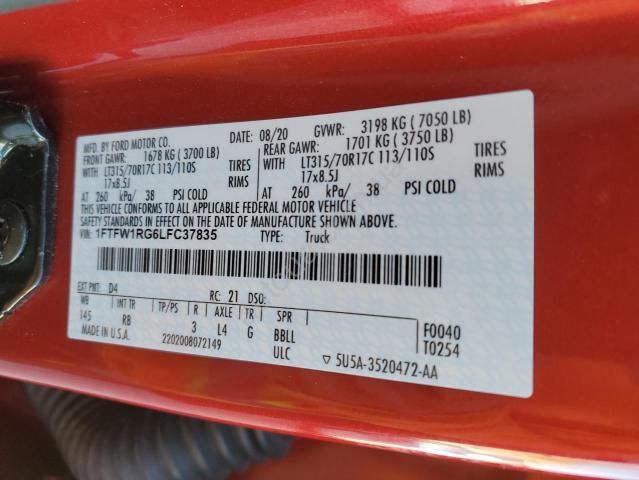 MFD. BY FORD MOTOR CO. DATE: 08/20 GVWR: 3198 KG ( 7050 LB)
FRONT GAWR: 1678 KG ( 3700 LB) REAR GAWR: 1701 KG ( 3750 LB)
WITH LT315/70R17C 113/110S TIRES WITH LT315/70R17C 113/110S TIRES
17x8.5J RIMS 17x8.5J RIMS
AT 260 kPa/ 38 PSI COLD AT 260 kPa/ 38 PSI COLD
THIS VEHICLE CONFORMS TO ALL APPLICABLE FEDERAL MOTOR VEHICLE
SAFETY STANDARDS IN EFFECT ON THE DATE OF MANUFACTURE SHOWN ABOVE.
VIN: 1FTFW1RG6LFC37835 TYPE: Truck
EXT PNT: D4 RC: 21 DSO:
WB INT TR TP/PS R AXLE TR SPR
145 RB 3 L4 G BBLL F0040
MADE IN U.S.A. 2202008072149 ULC T0254
▽ 5U5A-3520472-AA